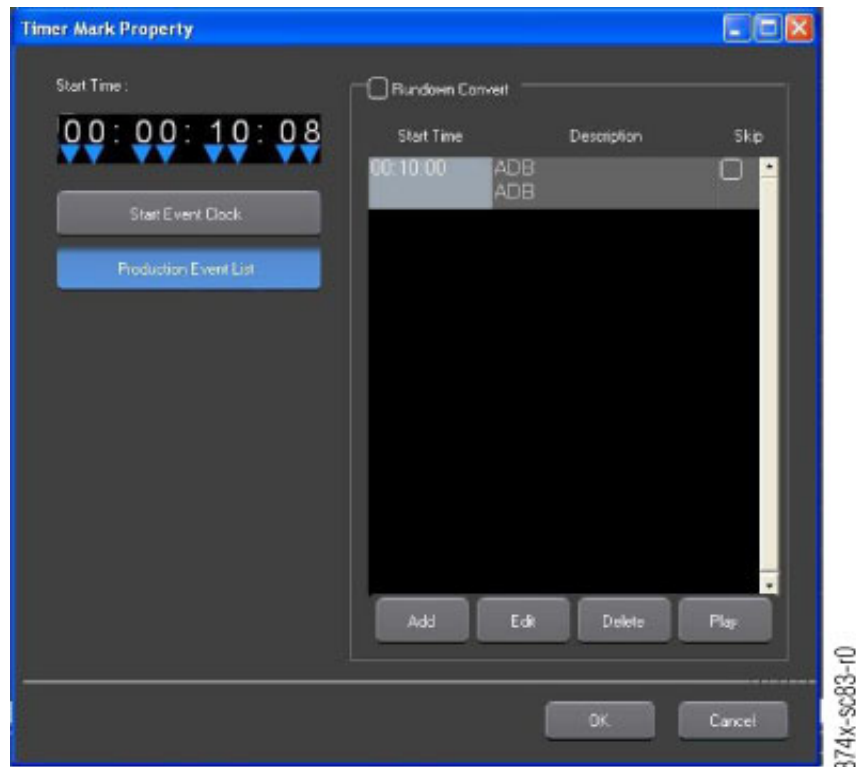 Timer Mark Property
Start Time :
00:00:10:08
Start Event Clock
Production Event List
Rundown Convert
Start Time Description Skip
00:10:00 ADB
ADB
Add Edit Delete Play
OK Cancel
874x-sc83-r0